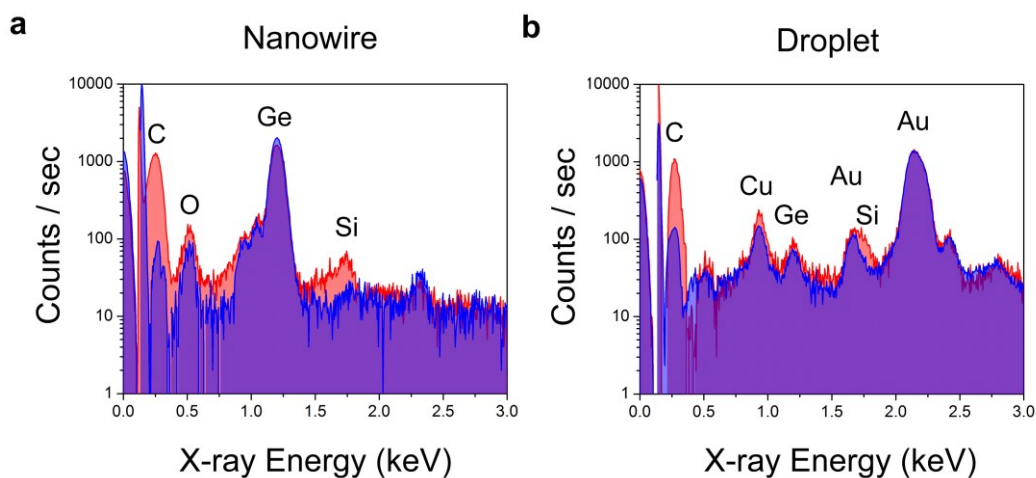 a
Nanowire
Counts / sec
10000
1000
100
10
1
C
O
Ge
Si
0.0 0.5 1.0 1.5 2.0 2.5 3.0
X-ray Energy (keV)
b
Droplet
Counts / sec
10000
1000
100
10
1
C
Cu
Ge
Au
Si
Au
0.0 0.5 1.0 1.5 2.0 2.5 3.0
X-ray Energy (keV)